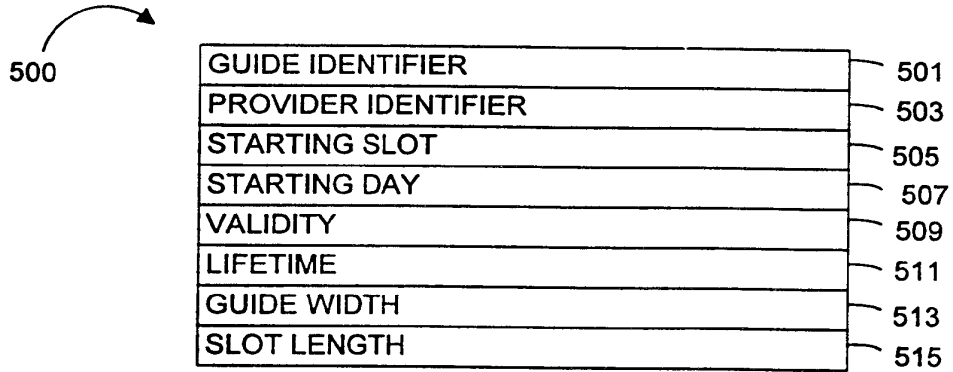 500
GUIDE IDENTIFIER 501
PROVIDER IDENTIFIER 503
STARTING SLOT 505
STARTING DAY 507
VALIDITY 509
LIFETIME 511
GUIDE WIDTH 513
SLOT LENGTH 515